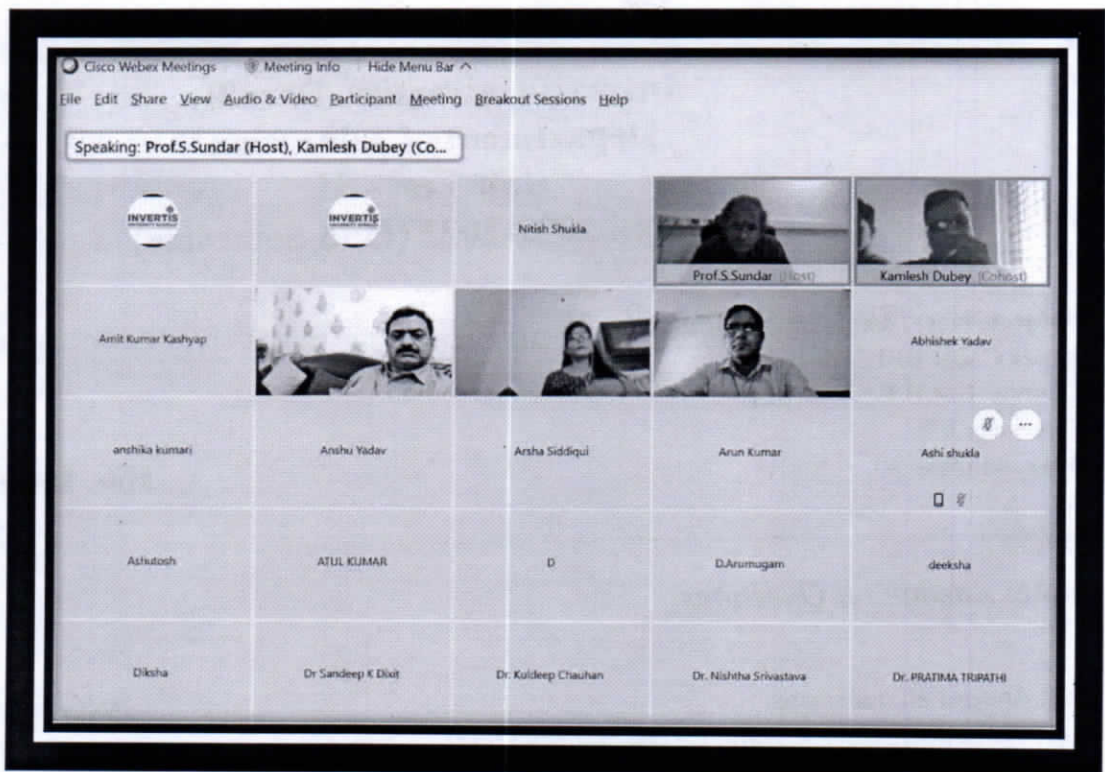 Cisco Webex Meetings Meeting Info Hide Menu Bar
File Edit Share View Audio & Video Participant Meeting Breakout Sessions Help
Speaking: Prof.S.Sundar (Host), Kamlesh Dubey (Co...
INVERTIS
INVERTIS
Nitish Shukla
Prof.S.Sundar (Host)
Kamlesh Dubey (Cohost)
Amit Kumar Kashyap
Abhishek Yadav
anshika kumari
Anshu Yadav
Arsha Siddiqui
Arun Kumar
Ashi shukla
Ashutosh
ATUL KUMAR
D
D.Arumugam
deeksha
Diksha
Dr Sandeep K Dixit
Dr. Kuldeep Chauhan
Dr. Nishtha Srivastava
Dr. PRATIMA TRIPATHI